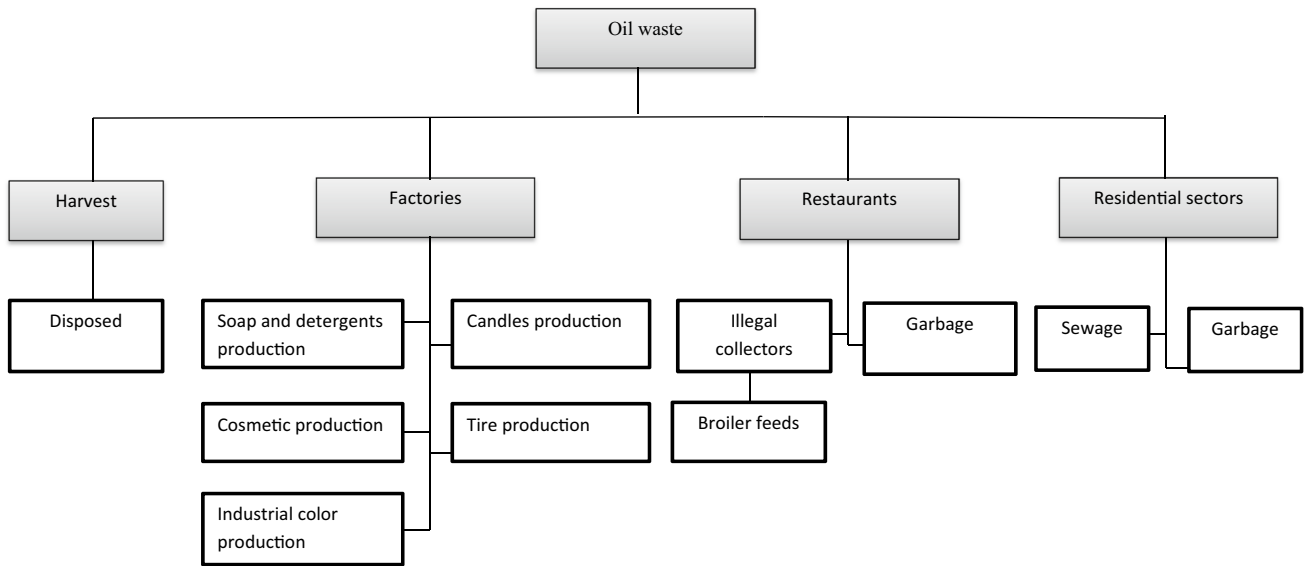 Oil waste
Harvest
Factories
Restaurants
Residential sectors
Disposed
Soap and detergents
production
Candles production
Illegal
collectors
Garbage
Sewage
Garbage
Cosmetic production
Tire production
Broiler feeds
Industrial color
production